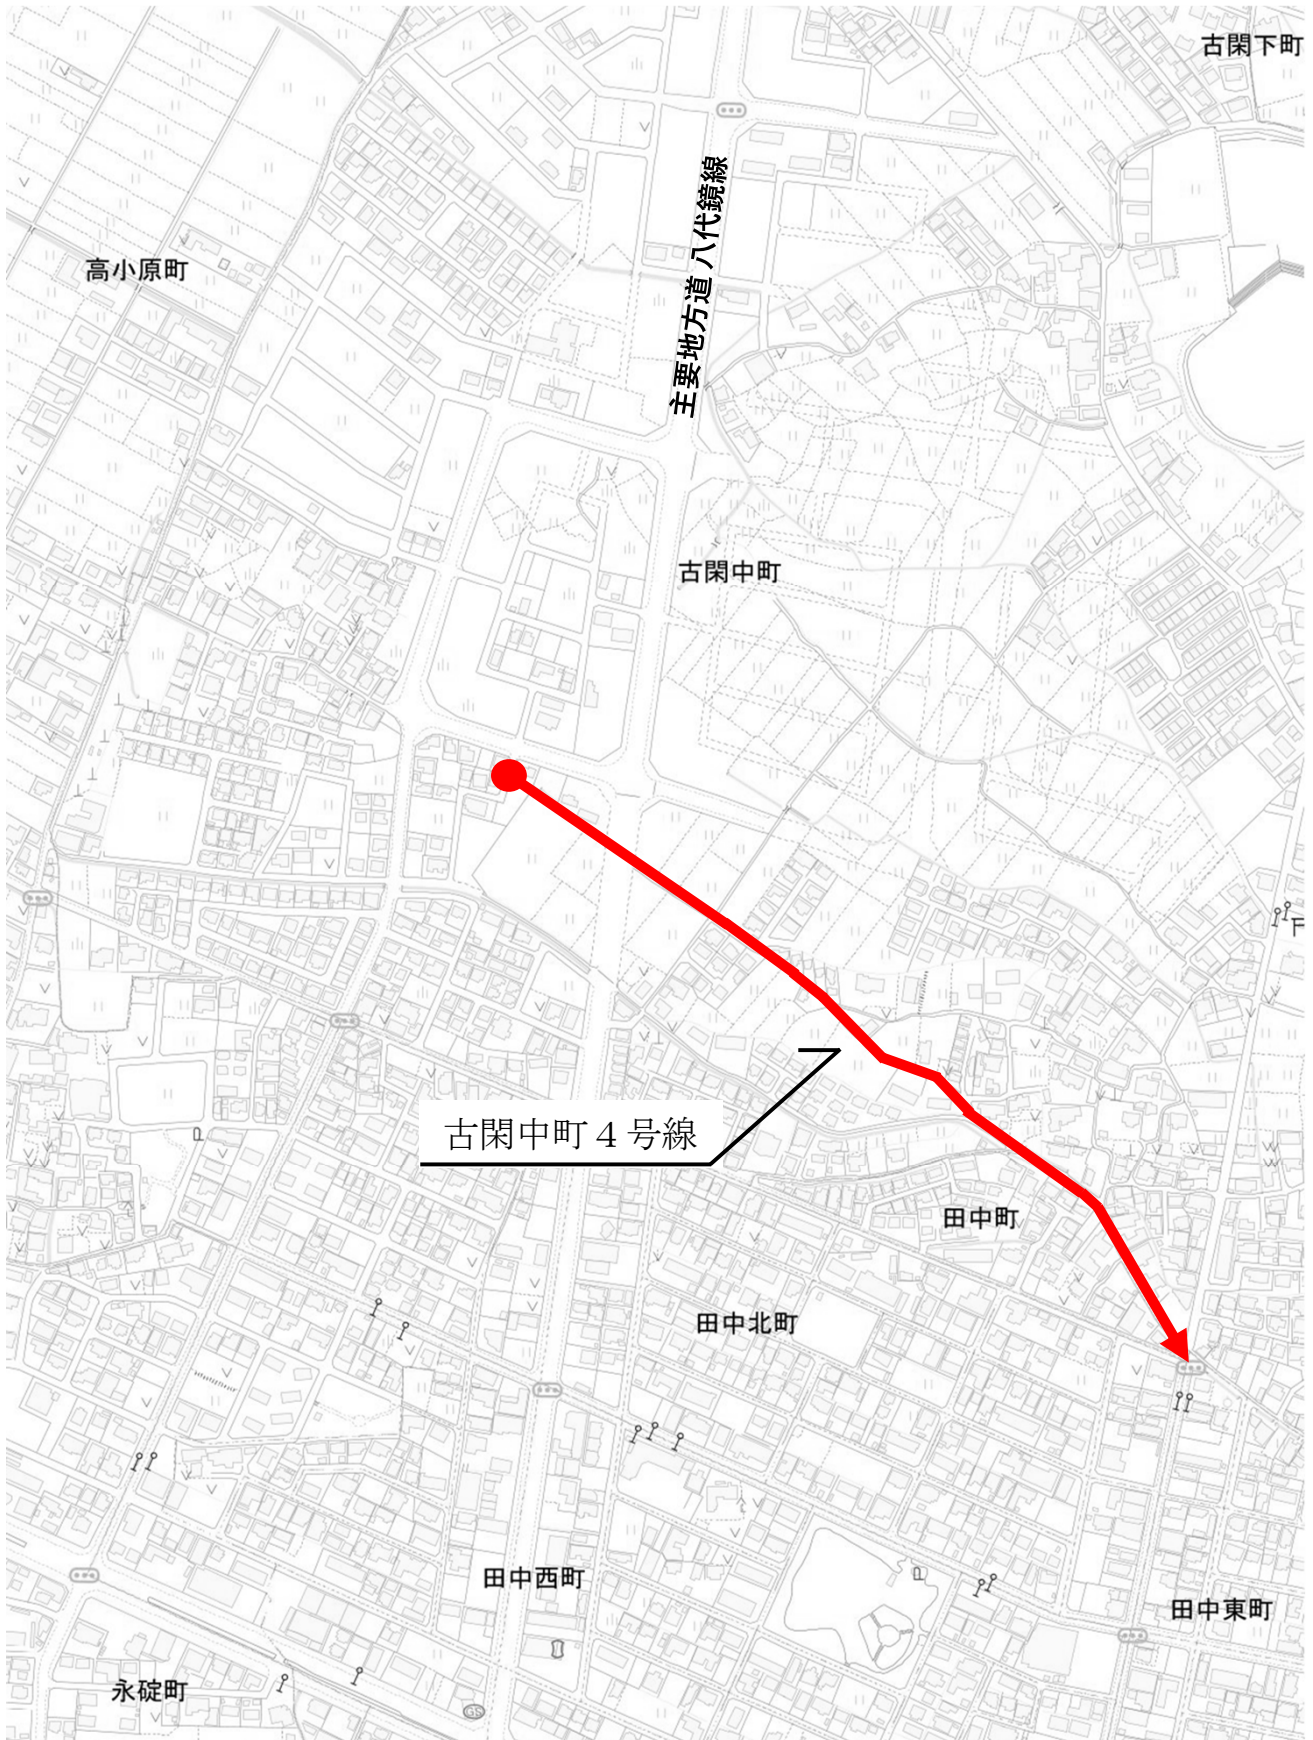 古閑下町
主要地方道 八代鏡線
高小原町
古閑中町
下
古閑中町４号線
田中町
田中北町
田中西町
田中東町
永碇町